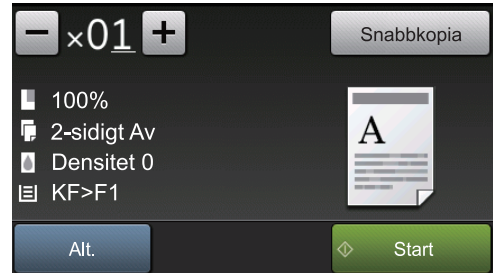 − ×01 + Snabbkopia
100%
2-sidigt Av
Densitet 0
KF>F1
A
Alt. Start